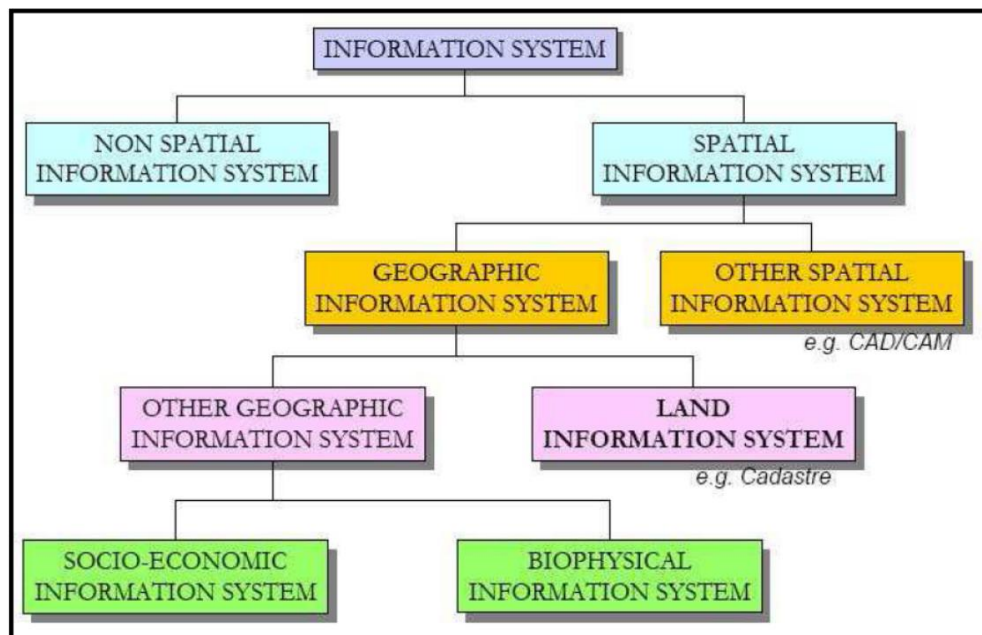 INFORMATION SYSTEM
NON SPATIAL
INFORMATION SYSTEM
SPATIAL
INFORMATION SYSTEM
GEOGRAPHIC
INFORMATION SYSTEM
OTHER SPATIAL
INFORMATION SYSTEM
e.g. CAD/CAM
OTHER GEOGRAPHIC
INFORMATION SYSTEM
LAND
INFORMATION SYSTEM
e.g. Cadastre
SOCIO-ECONOMIC
INFORMATION SYSTEM
BIOPHYSICAL
INFORMATION SYSTEM